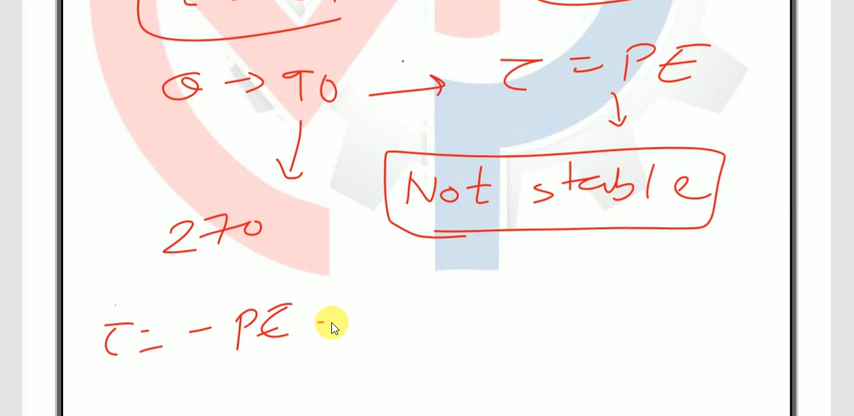 θ → 90 → τ = PE
↓ ↓
270 Not stable
τ = - PE -